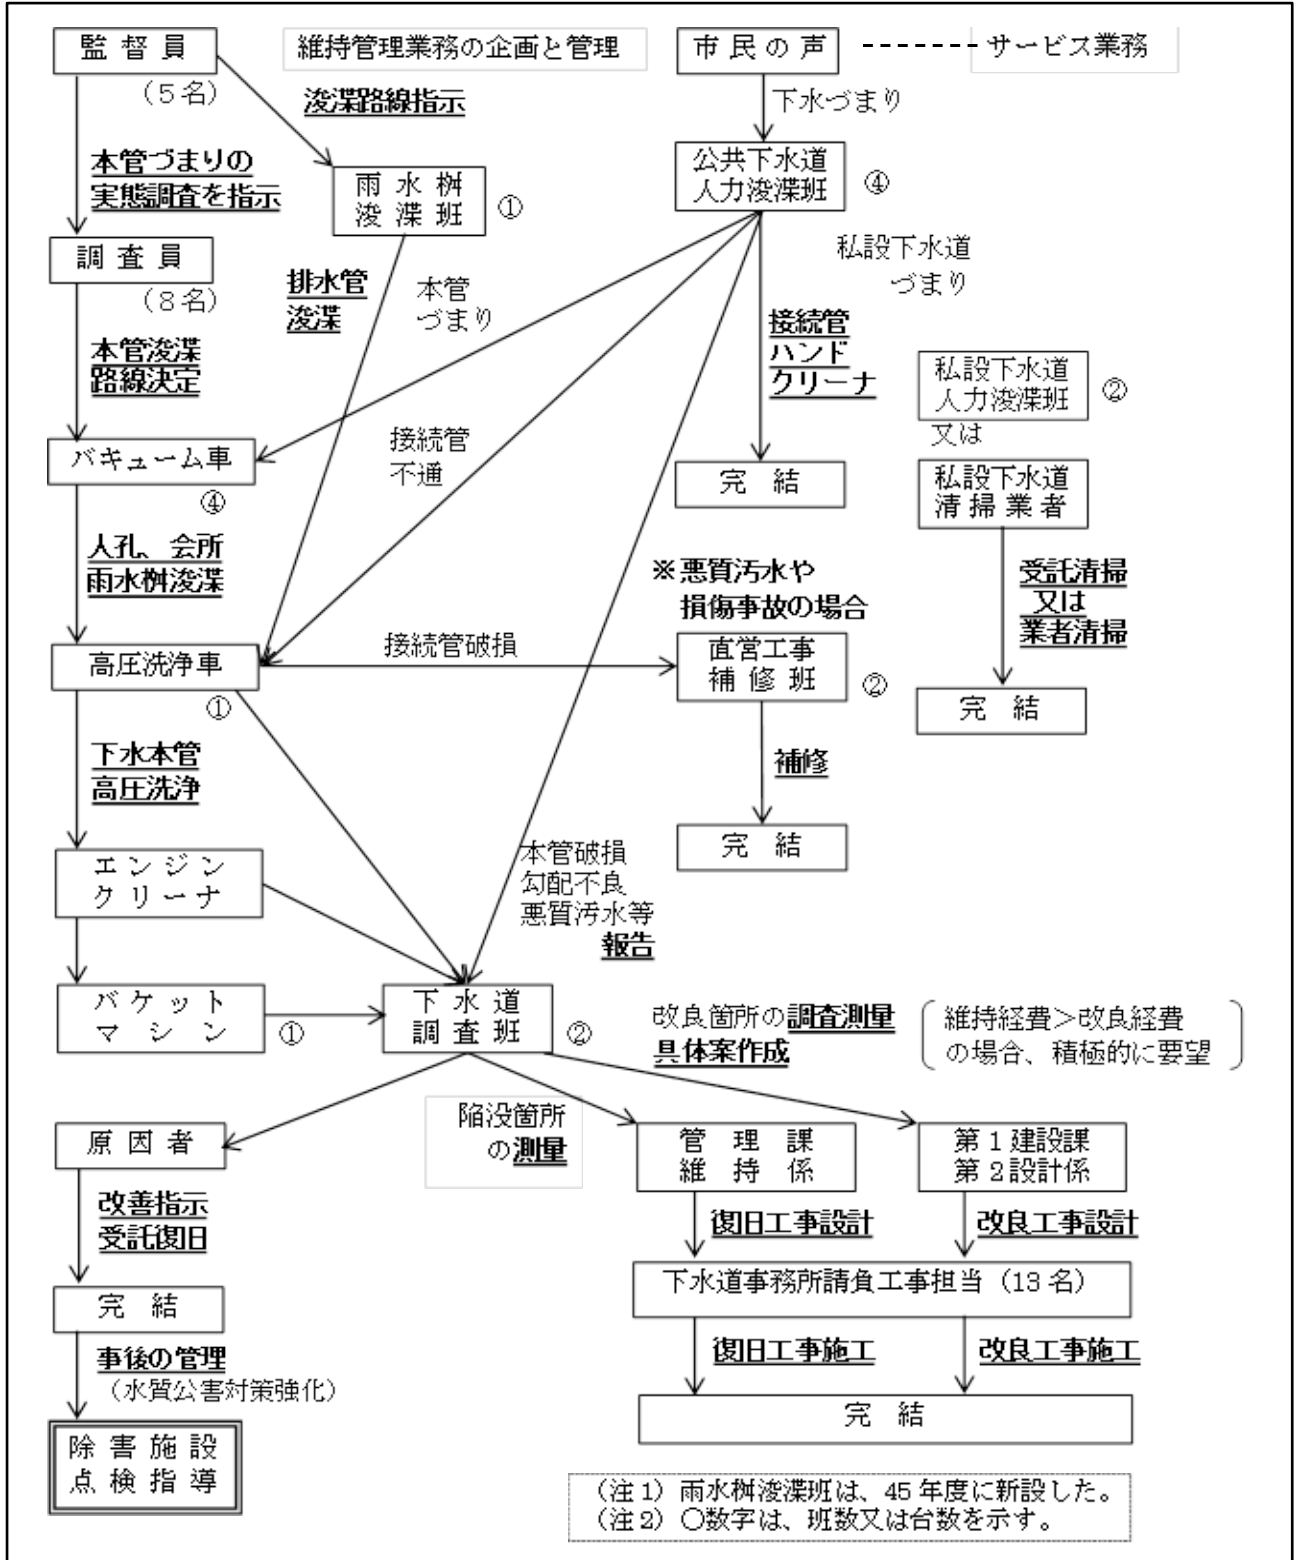 監督員
(5名)
維持管理業務の企画と管理
市民の声
サービス業務
浚渫路線指示
下水づまり
本管づまりの
実態調査を指示
雨水桝
浚渫班
①
公共下水道
人力浚渫班
④
調査員
(8名)
排水管
浚渫
本管
づまり
私設下水道
づまり
接続管
ハンド
クリーナ
本管浚渫
路線決定
私設下水道
人力浚渫班
②
又は
バキューム車
④
接続管
不通
完結
私設下水道
清掃業者
人孔、会所
雨水桝浚渫
※悪質汚水や
損傷事故の場合
受託清掃
又は
業者清掃
高圧洗浄車
①
接続管破損
直営工事
補修班
②
完結
下水本管
高圧洗浄
補修
完結
エンジン
クリーナ
本管破損
勾配不良
悪質汚水等
報告
バケット
マシン
①
下水道
調査班
②
改良箇所の調査測量
具体案作成
維持経費>改良経費
の場合、積極的に要望
原因者
陥没箇所
の測量
管理課
維持係
第1建設課
第2設計係
改善指示
受託復旧
復旧工事設計
改良工事設計
下水道事務所請負工事担当(13名)
完結
復旧工事施工
改良工事施工
事後の管理
(水質公害対策強化)
完結
除害施設
点検指導
(注1)雨水桝浚渫班は、45年度に新設した。
(注2)〇数字は、班数又は台数を示す。